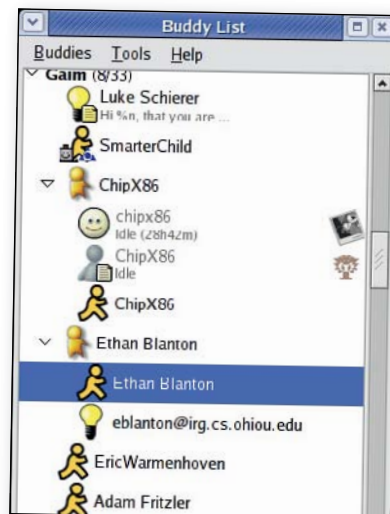 Buddy List
Buddies Tools Help
Gaim (8/33)
Luke Schierer
Hi %n, that you are ...
SmarterChild
ChipX86
chipx86
Idle (28h42m)
ChipX86
Idle
ChipX86
Ethan Blanton
Ethan Blanton
eblanton@irg.cs.ohiou.edu
EricWarmenhoven
Adam Fritzler